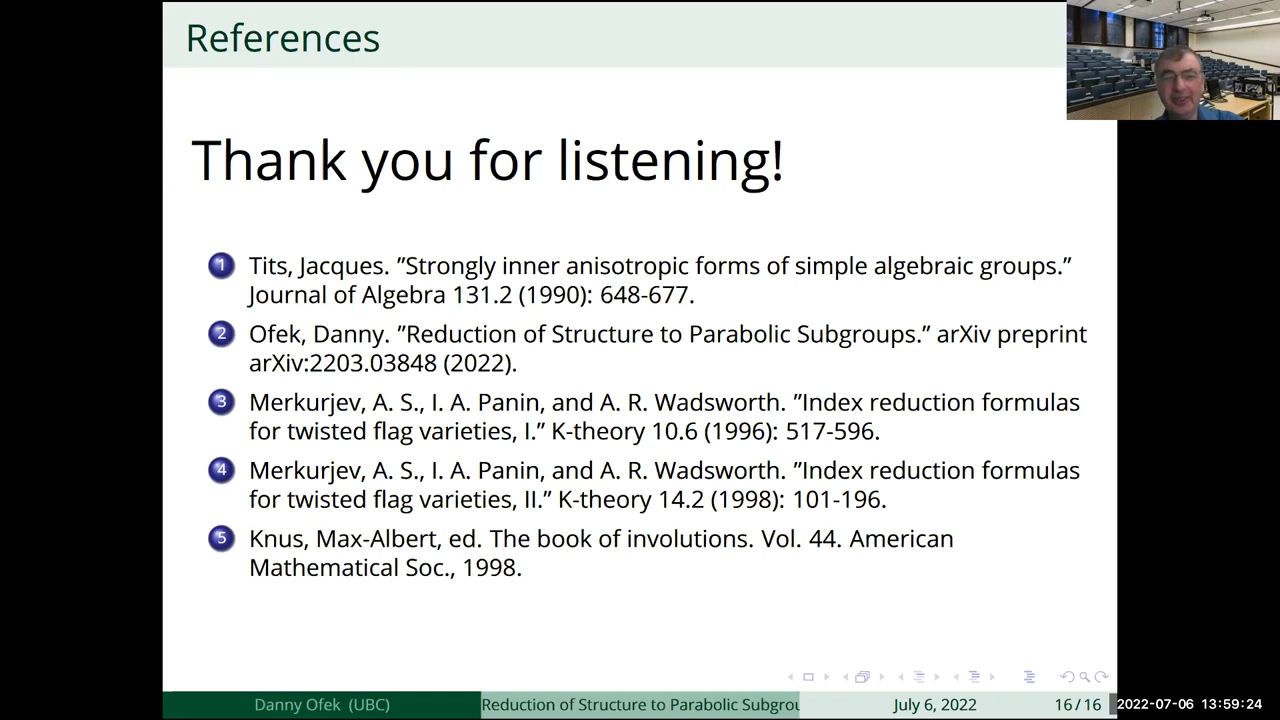 References
Thank you for listening!
1 Tits, Jacques. ”Strongly inner anisotropic forms of simple algebraic groups.”
Journal of Algebra 131.2 (1990): 648-677.
2 Ofek, Danny. ”Reduction of Structure to Parabolic Subgroups.” arXiv preprint
arXiv:2203.03848 (2022).
3 Merkurjev, A. S., I. A. Panin, and A. R. Wadsworth. ”Index reduction formulas
for twisted flag varieties, I.” K-theory 10.6 (1996): 517-596.
4 Merkurjev, A. S., I. A. Panin, and A. R. Wadsworth. ”Index reduction formulas
for twisted flag varieties, II.” K-theory 14.2 (1998): 101-196.
5 Knus, Max-Albert, ed. The book of involutions. Vol. 44. American
Mathematical Soc., 1998.
Danny Ofek (UBC) Reduction of Structure to Parabolic Subgrou July 6, 2022 16 / 16 2022-07-06 13:59:24